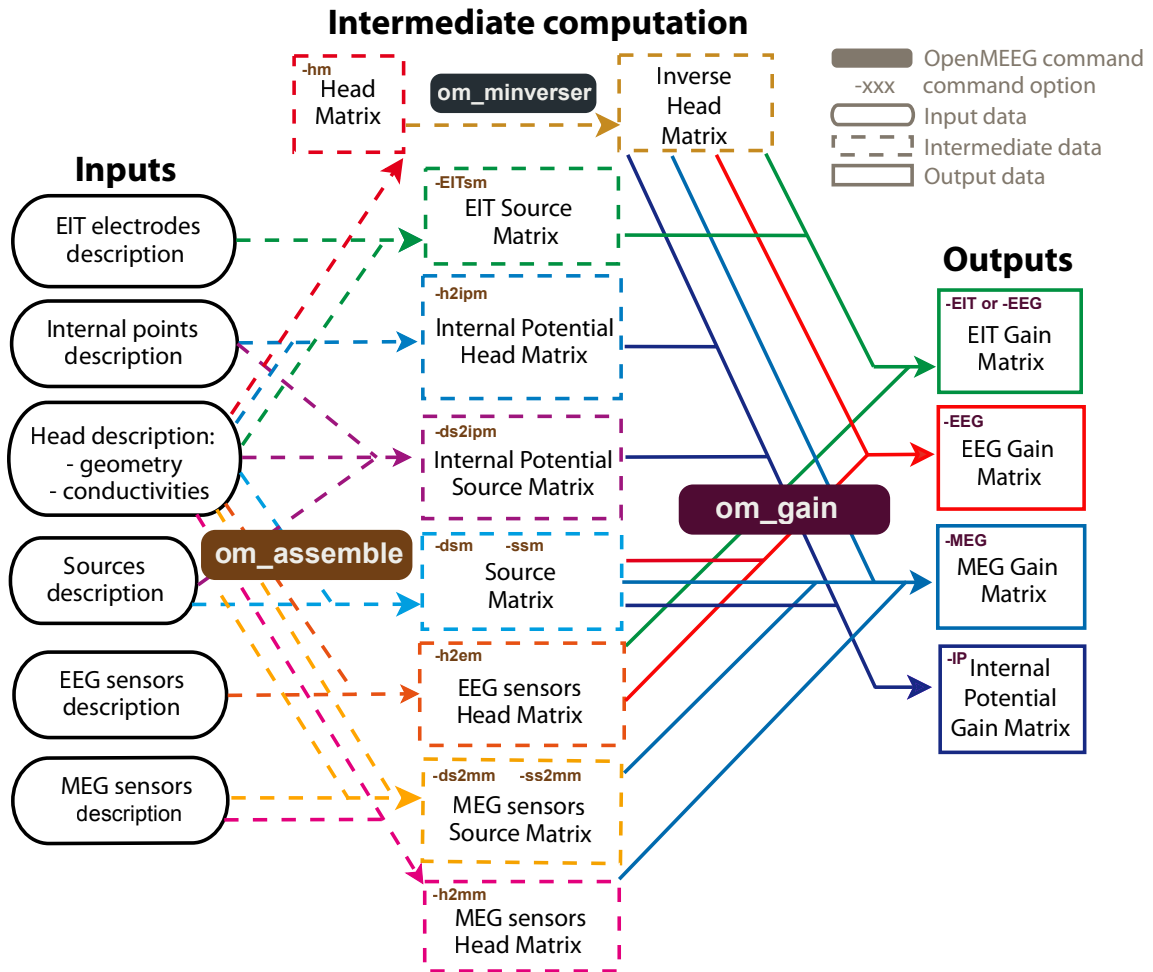 Intermediate computation
-hm
Head
Matrix
om_minverser
Inverse
Head
Matrix
OpenMEEG command
-xxx command option
Input data
Intermediate data
Output data
Inputs
EIT electrodes
description
Internal points
description
Head description:
- geometry
- conductivities
Sources
description
EEG sensors
description
MEG sensors
description
om_assemble
-EITsm
EIT Source
Matrix
-h2ipm
Internal Potential
Head Matrix
-ds2ipm
Internal Potential
Source Matrix
-dsm -ssm
Source
Matrix
-h2em
EEG sensors
Head Matrix
-ds2mm -ss2mm
MEG sensors
Source Matrix
-h2mm
MEG sensors
Head Matrix
om_gain
Outputs
-EIT or -EEG
EIT Gain
Matrix
-EEG
EEG Gain
Matrix
-MEG
MEG Gain
Matrix
-IP Internal
Potential
Gain Matrix